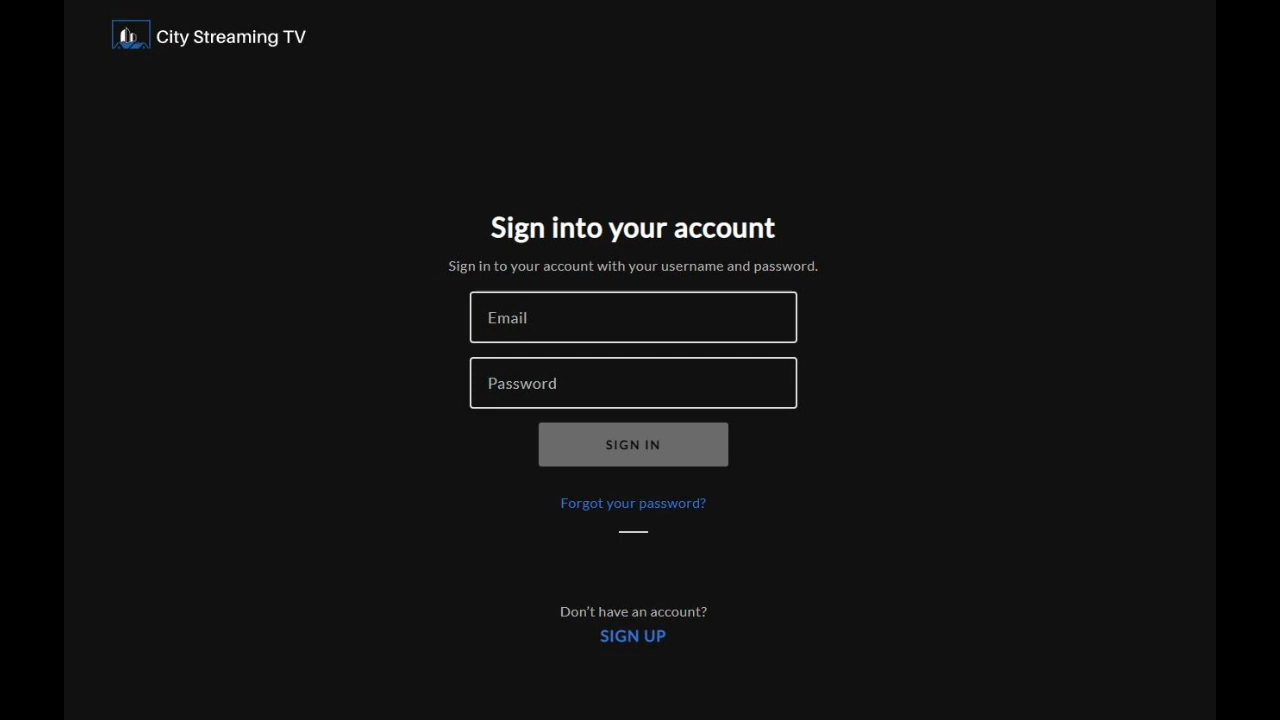 City Streaming TV
Sign into your account
Sign in to your account with your username and password.
Email
Password
SIGN IN
Forgot your password?
Don't have an account?
SIGN UP